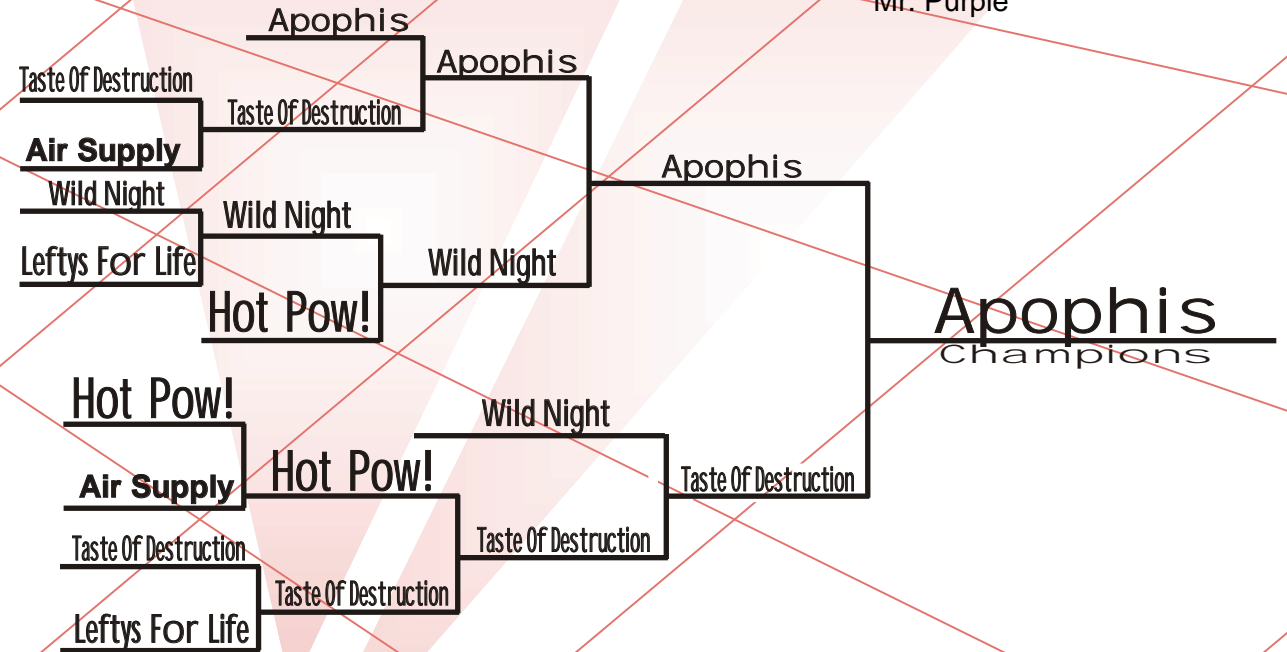 Mr. Purple
Apophis
Apophis
Taste Of Destruction
Taste Of Destruction
Air Supply
Apophis
Wild Night
Wild Night
Leftys For Life
Wild Night
Hot Pow!
Apophis
Champions
Hot Pow!
Wild Night
Hot Pow!
Taste Of Destruction
Air Supply
Taste Of Destruction
Taste Of Destruction
Taste Of Destruction
Leftys For Life